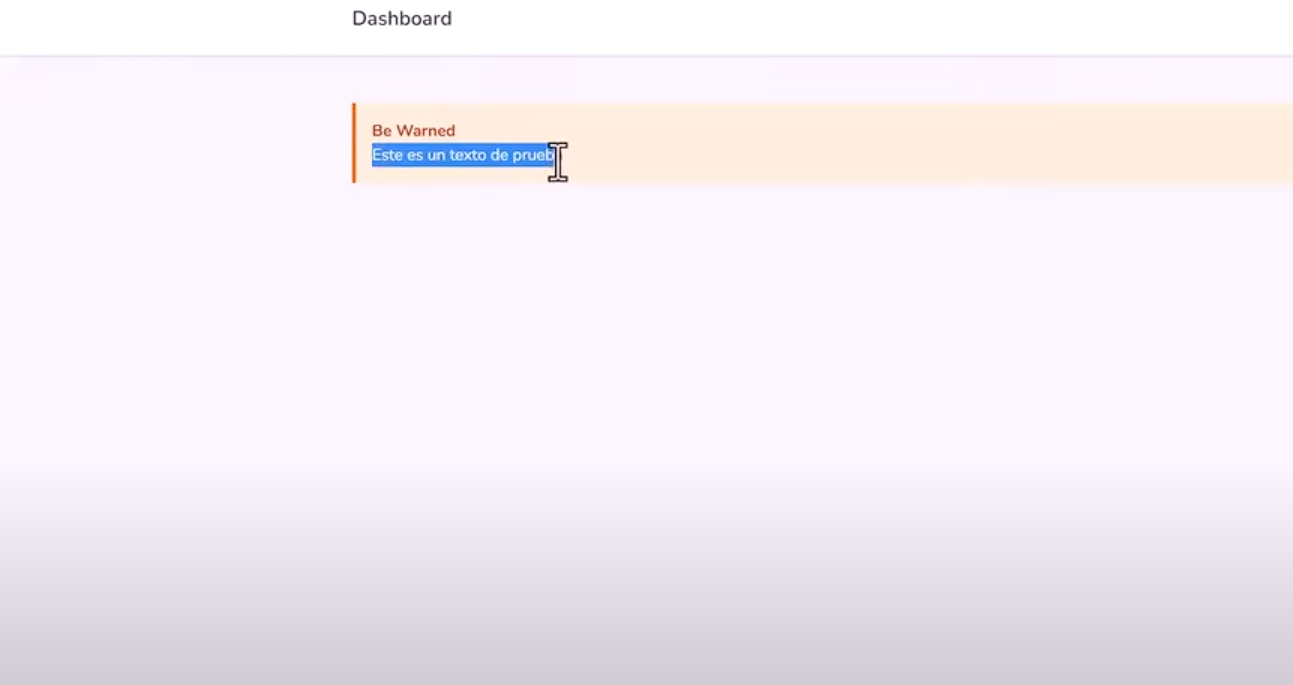 Dashboard
Be Warned
Este es un texto de prueb